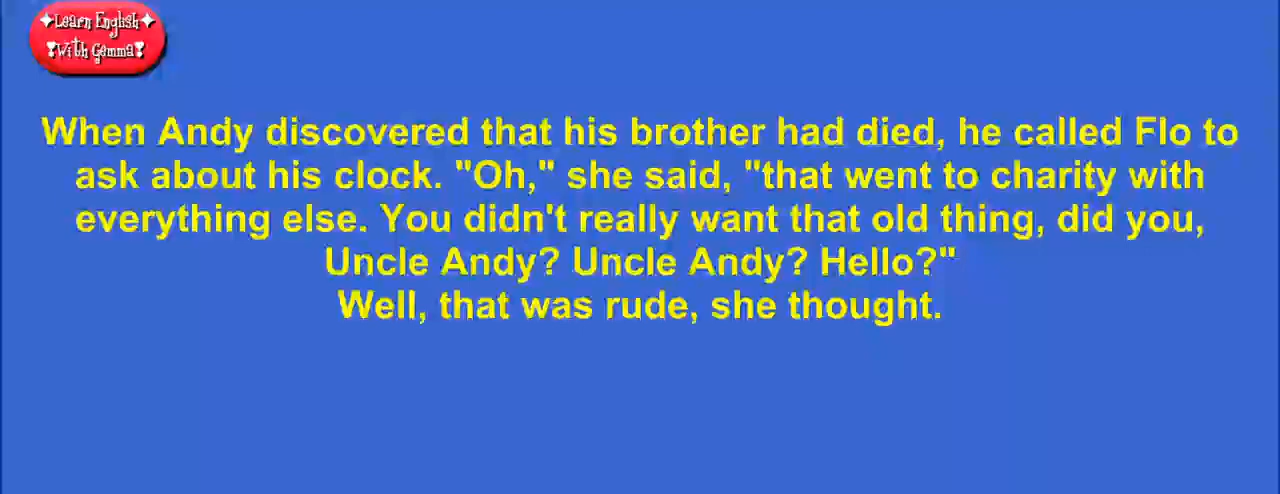 ✦Learn English✦
❣With Gemma❣
When Andy discovered that his brother had died, he called Flo to
ask about his clock. "Oh," she said, "that went to charity with
everything else. You didn't really want that old thing, did you,
Uncle Andy? Uncle Andy? Hello?"
Well, that was rude, she thought.